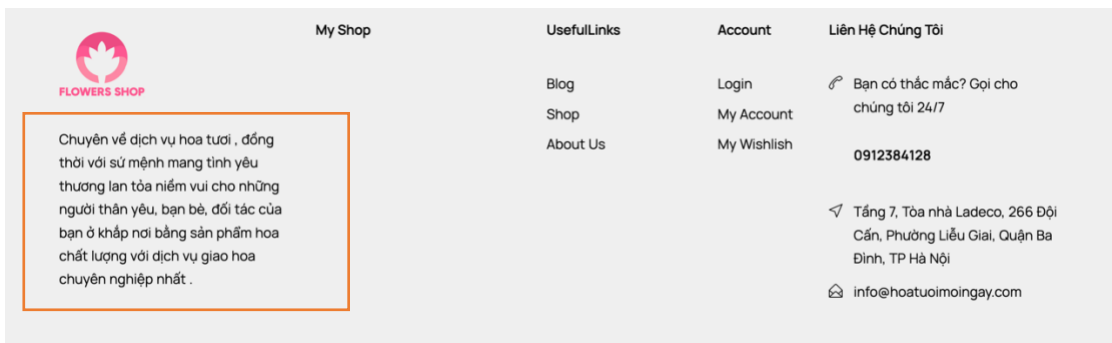 FLOWERS SHOP
Chuyên về dịch vụ hoa tươi , đồng
thời với sứ mệnh mang tình yêu
thương lan tỏa niềm vui cho những
người thân yêu, bạn bè, đối tác của
bạn ở khắp nơi bằng sản phẩm hoa
chất lượng với dịch vụ giao hoa
chuyên nghiệp nhất .
My Shop
UsefulLinks
Blog
Shop
About Us
Account
Login
My Account
My Wishlist
Liên Hệ Chúng Tôi
Bạn có thắc mắc? Gọi cho
chúng tôi 24/7
0912384128
Tầng 7, Tòa nhà Ladeco, 266 Đội
Cấn, Phường Liễu Giai, Quận Ba
Đình, TP Hà Nội
info@hoatuoimoingay.com